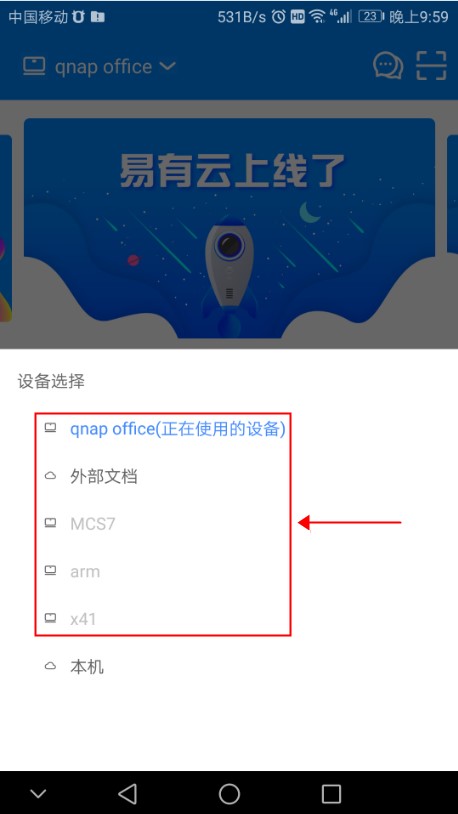 中国移动 531B/s HD 4G 23 晚上9:59
qnap office
易有云上线了
设备选择
qnap office(正在使用的设备)
外部文档
MCS7
arm
x41
本机